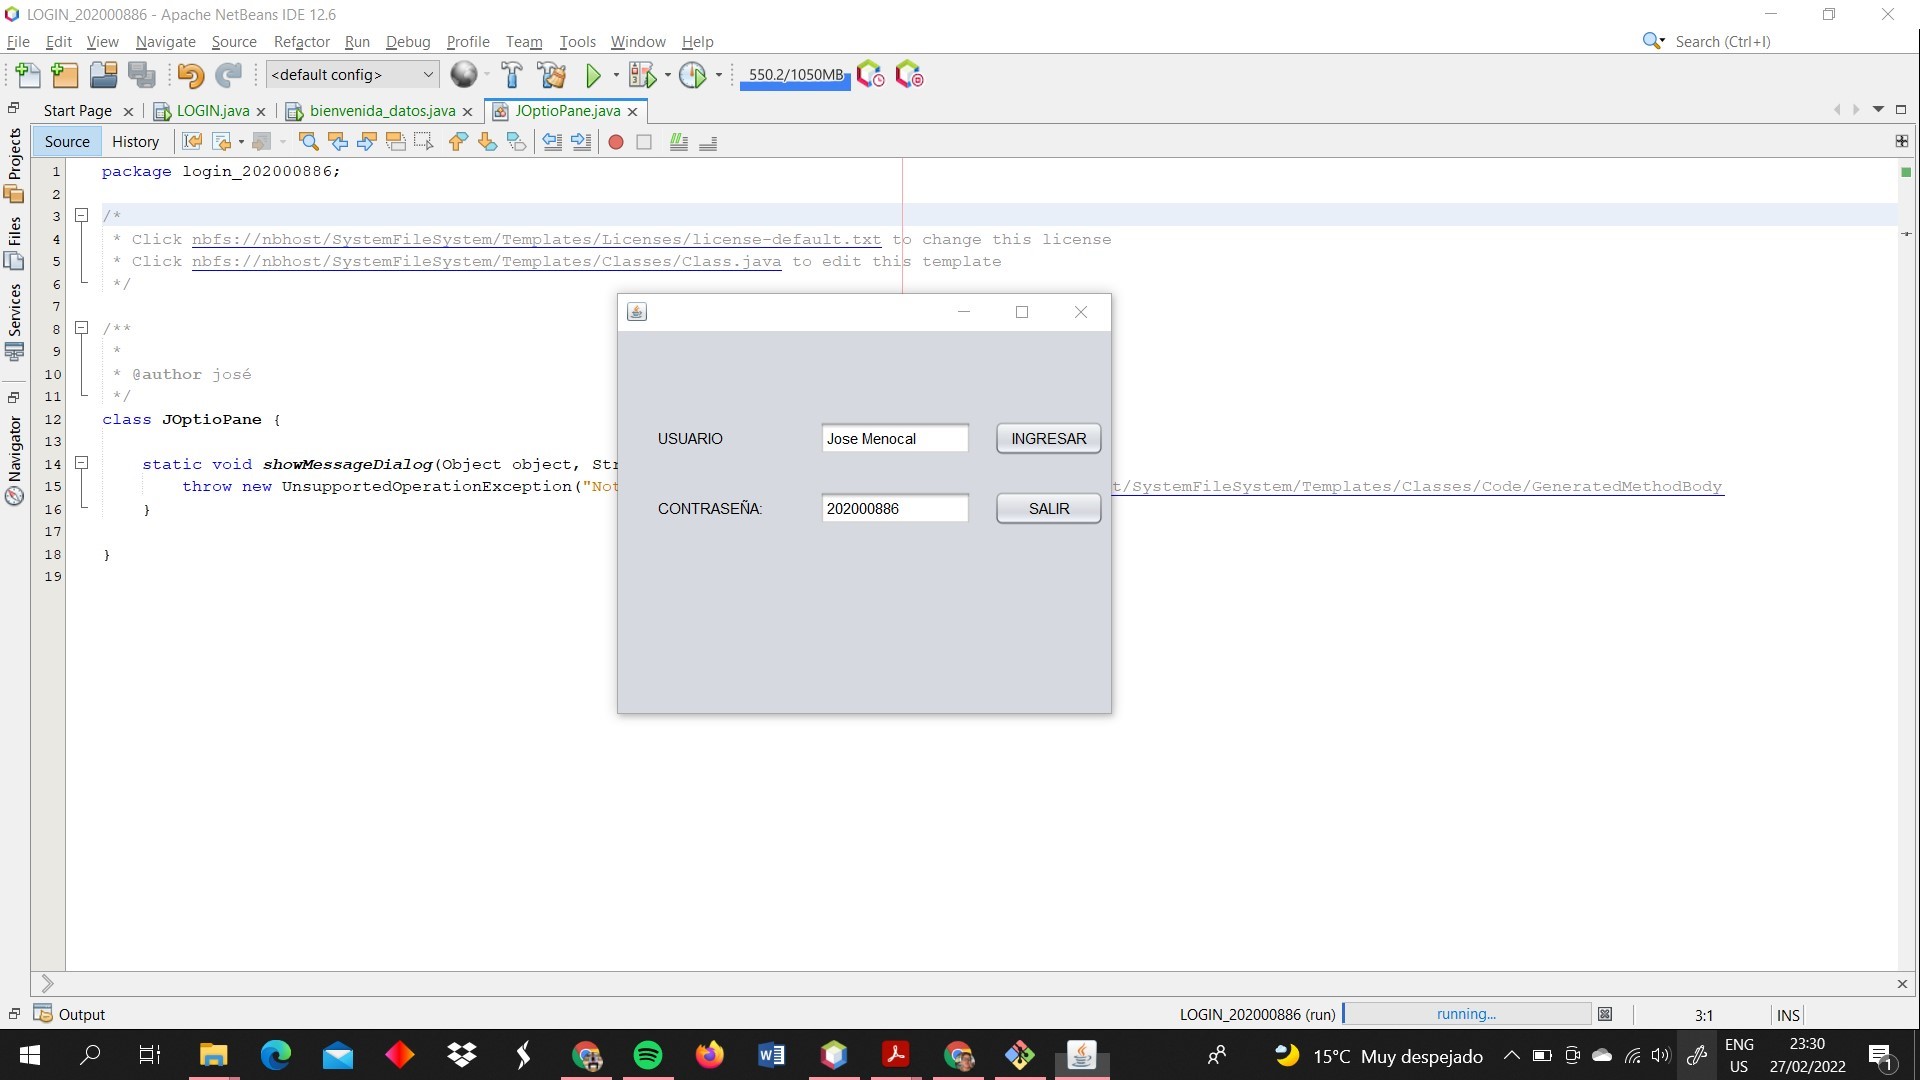 LOGIN_202000886 - Apache NetBeans IDE 12.6
File Edit View Navigate Source Refactor Run Debug Profile Team Tools Window Help
Search (Ctrl+I)
<default config>
550.2/1050MB
Start Page
LOGIN.java
bienvenida_datos.java
JOptioPane.java
Source History
Projects
Files
Services
Navigator
1 package login_202000886;
2
3 /*
4 * Click nbfs://nbhost/SystemFileSystem/Templates/Licenses/license-default.txt to change this license
5 * Click nbfs://nbhost/SystemFileSystem/Templates/Classes/Class.java to edit this template
6 */
7
8 /**
9 *
10 * @author josé
11 */
12 class JOptioPane {
13
14 static void showMessageDialog(Object object, Str
15 throw new UnsupportedOperationException("Not
t/SystemFileSystem/Templates/Classes/Code/GeneratedMethodBody
16 }
17
18 }
19
USUARIO
Jose Menocal
INGRESAR
CONTRASEÑA:
202000886
SALIR
Output
LOGIN_202000886 (run)
running...
3:1
INS
15°C Muy despejado
ENG
US
23:30
27/02/2022
1